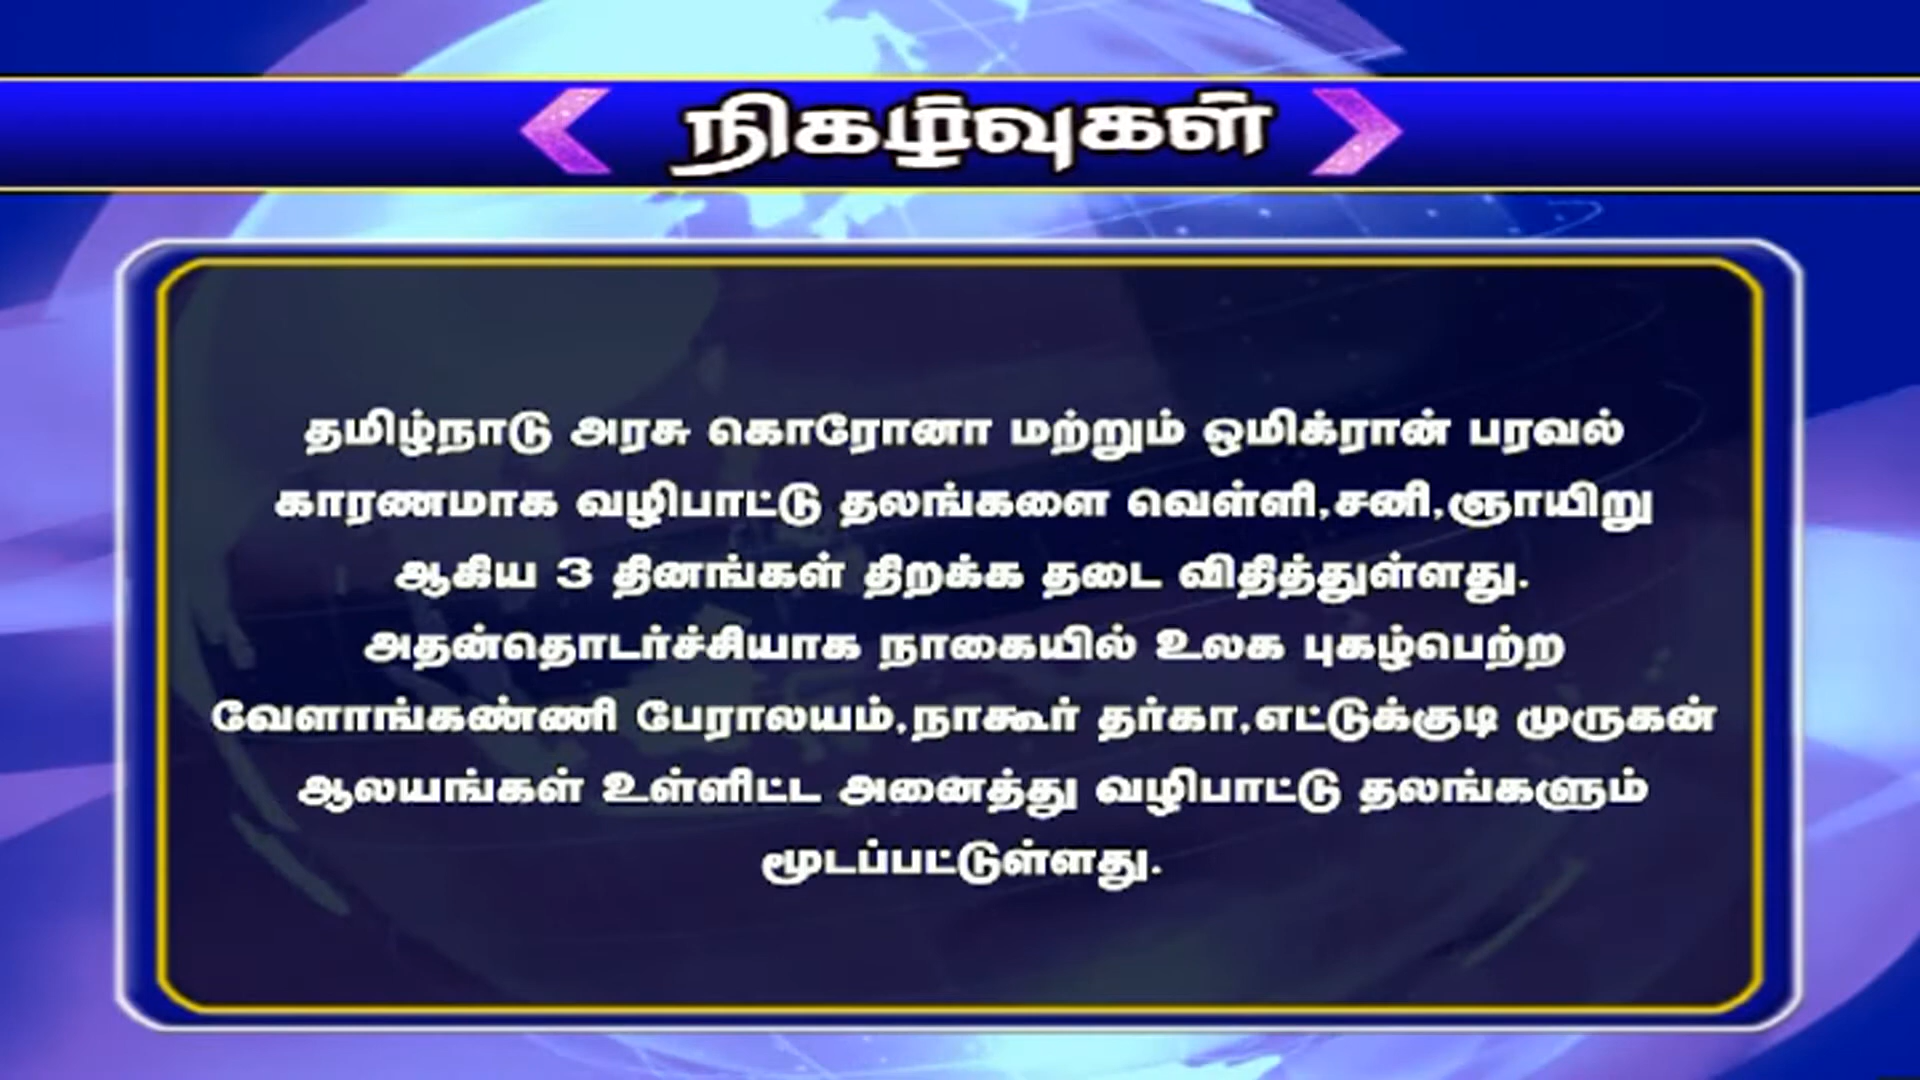 நிகழ்வுகள்
தமிழ்நாடு அரசு கொரோனா மற்றும் ஒமிக்ரான் பரவல்
காரணமாக வழிபாட்டு தலங்களை வெள்ளி,சனி,ஞாயிறு
ஆகிய 3 தினங்கள் திறக்க தடை விதித்துள்ளது.
அதன்தொடர்ச்சியாக நாகையில் உலக புகழ்பெற்ற
வேளாங்கண்ணி பேராலயம்,நாகூர் தர்கா,எட்டுக்குடி முருகன்
ஆலயங்கள் உள்ளிட்ட அனைத்து வழிபாட்டு தலங்களும்
மூடப்பட்டுள்ளது.